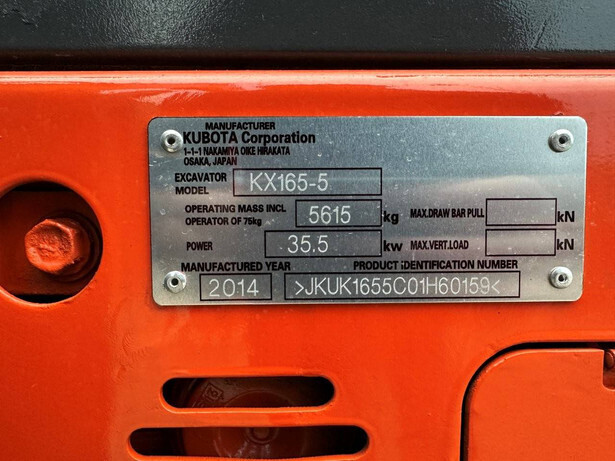 MANUFACTURER
KUBOTA Corporation
1-1-1 NAKAMIYA OIKE HIRAKATA
OSAKA, JAPAN
EXCAVATOR MODEL KX165-5
OPERATING MASS INCL OPERATOR OF 75kg 5615 kg MAX.DRAW BAR PULL kN
POWER 35.5 kw MAX.VERT.LOAD kN
MANUFACTURED YEAR PRODUCT IDENTIFICATION NUMBER
2014 >JKUK1655C01H60159<